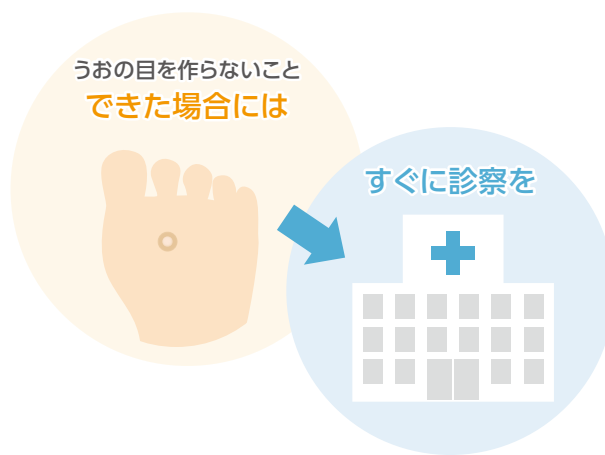 うおの目を作らないこと
できた場合には
すぐに診察を